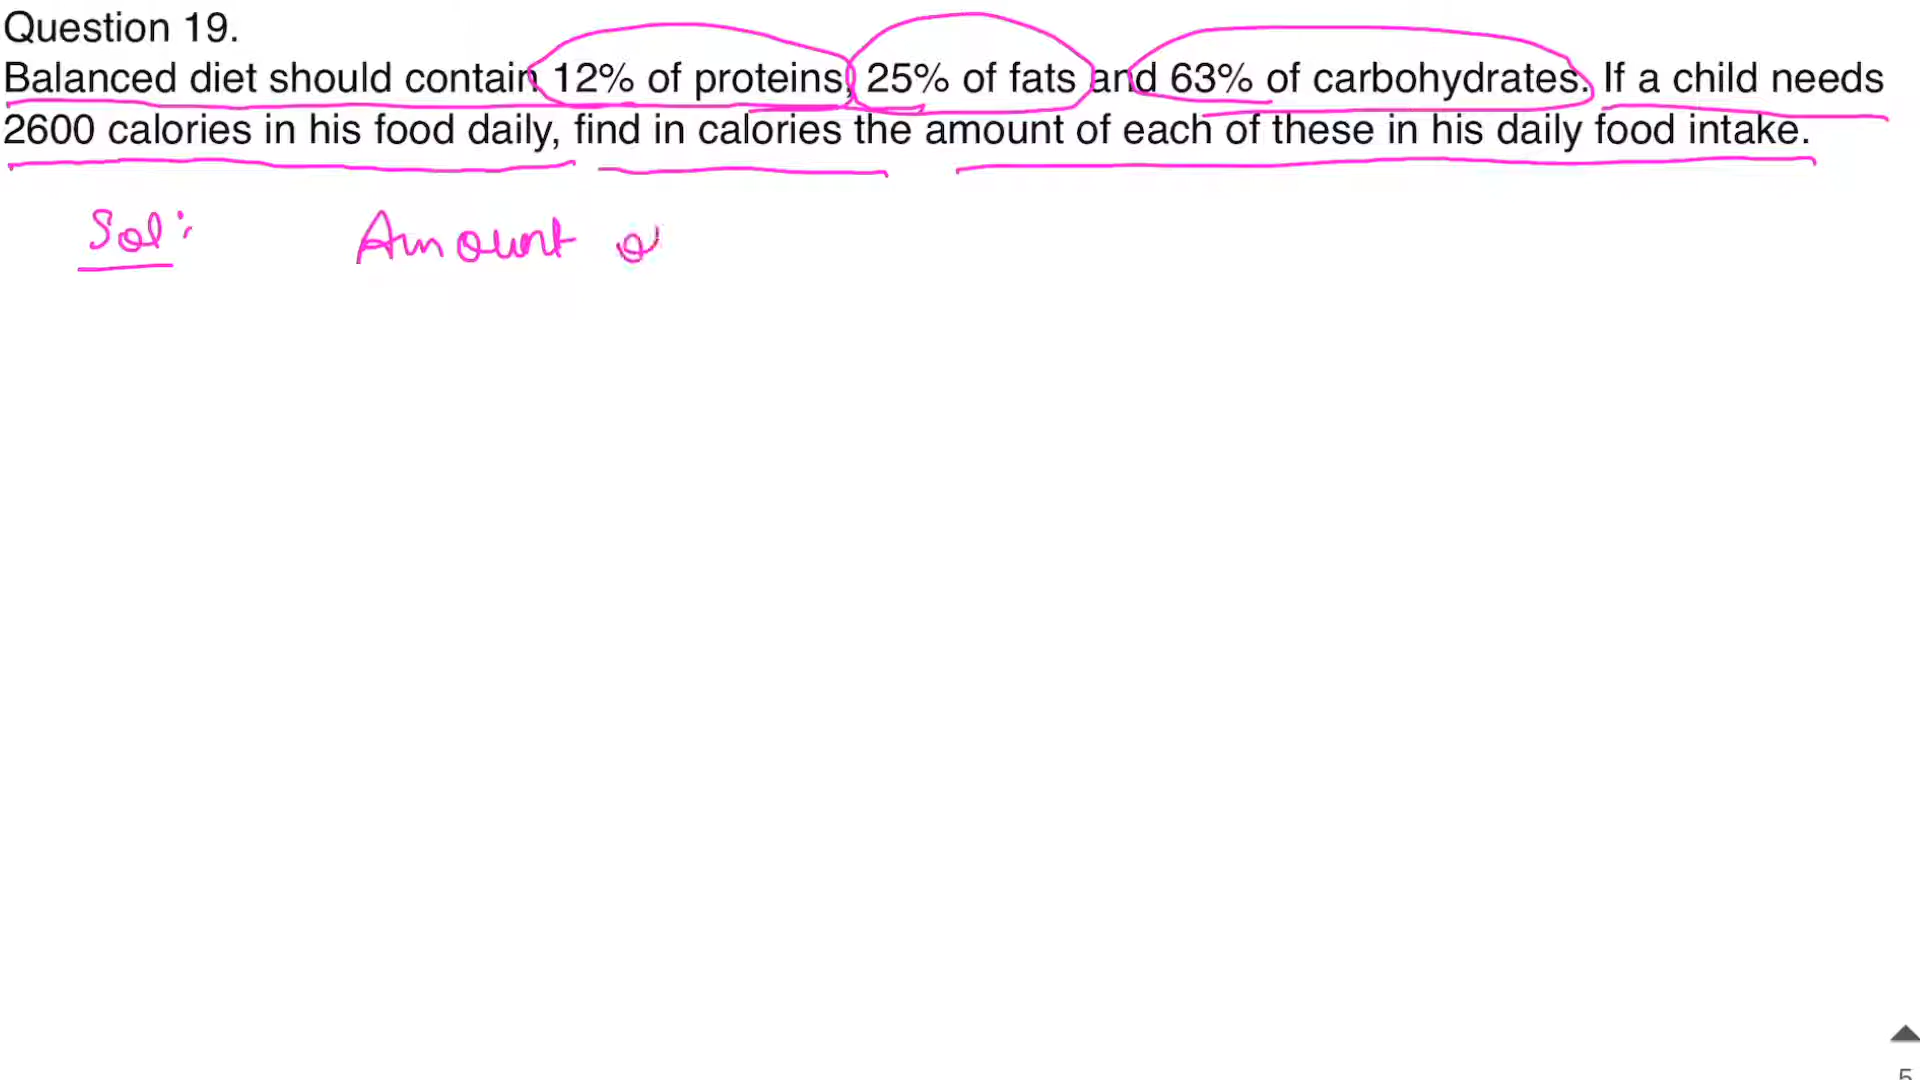 Question 19.
Balanced diet should contain 12% of proteins, 25% of fats and 63% of carbohydrates. If a child needs
2600 calories in his food daily, find in calories the amount of each of these in his daily food intake.
Sol: Amount
5